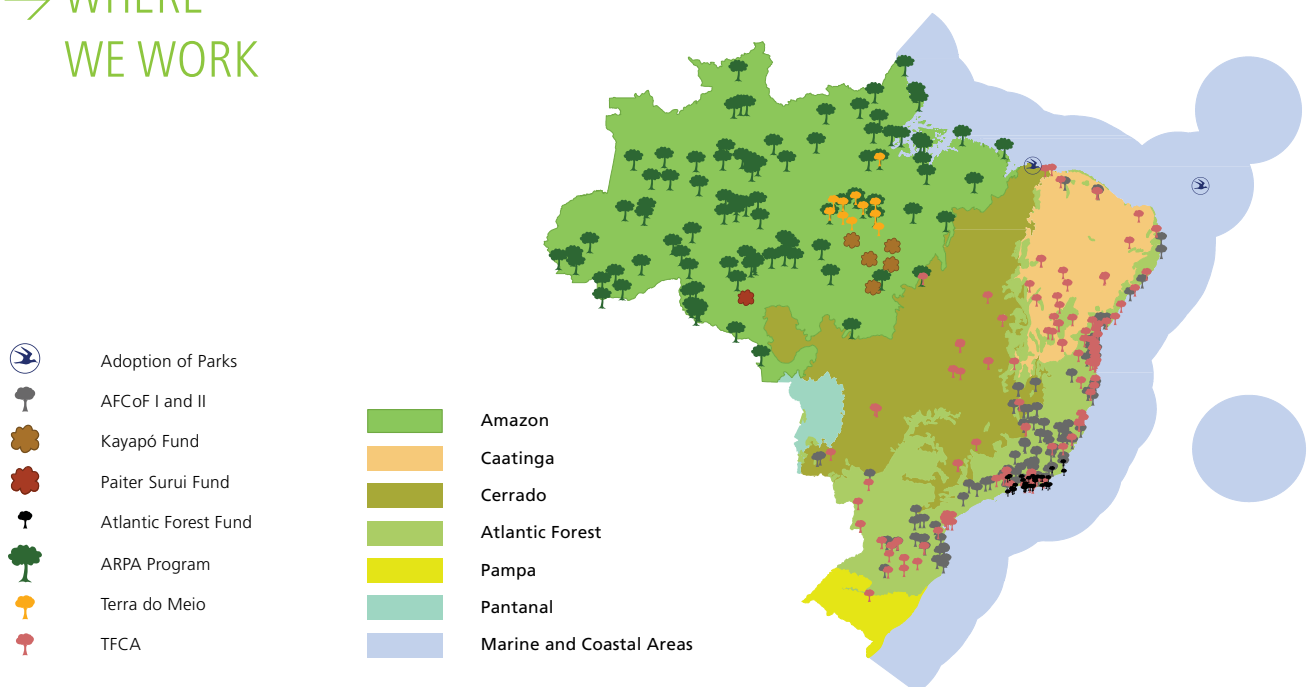 → WHERE
WE WORK
Adoption of Parks
AFCoF I and II
Kayapó Fund
Paiter Surui Fund
Atlantic Forest Fund
ARPA Program
Terra do Meio
TFCA
Amazon
Caatinga
Cerrado
Atlantic Forest
Pampa
Pantanal
Marine and Coastal Areas